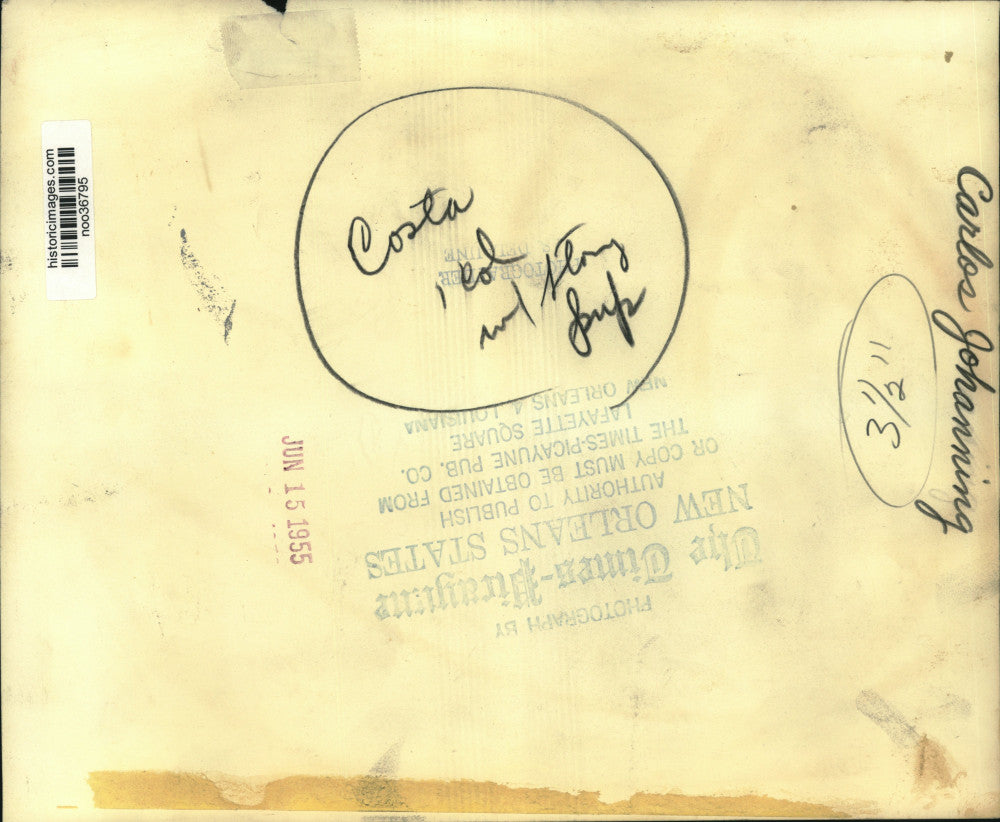 historicimages.com
noo36795
Costa
1 col
w/ story
Carlos Johanning
3 1/2"
JUN 15 1955
PHOTOGRAPH BY
The Times-Picayune
NEW ORLEANS STATES
AUTHORITY TO PUBLISH
OR COPY MUST BE OBTAINED FROM
THE TIMES-PICAYUNE PUB. CO.
LAFAYETTE SQUARE
NEW ORLEANS 4, LOUISIANA